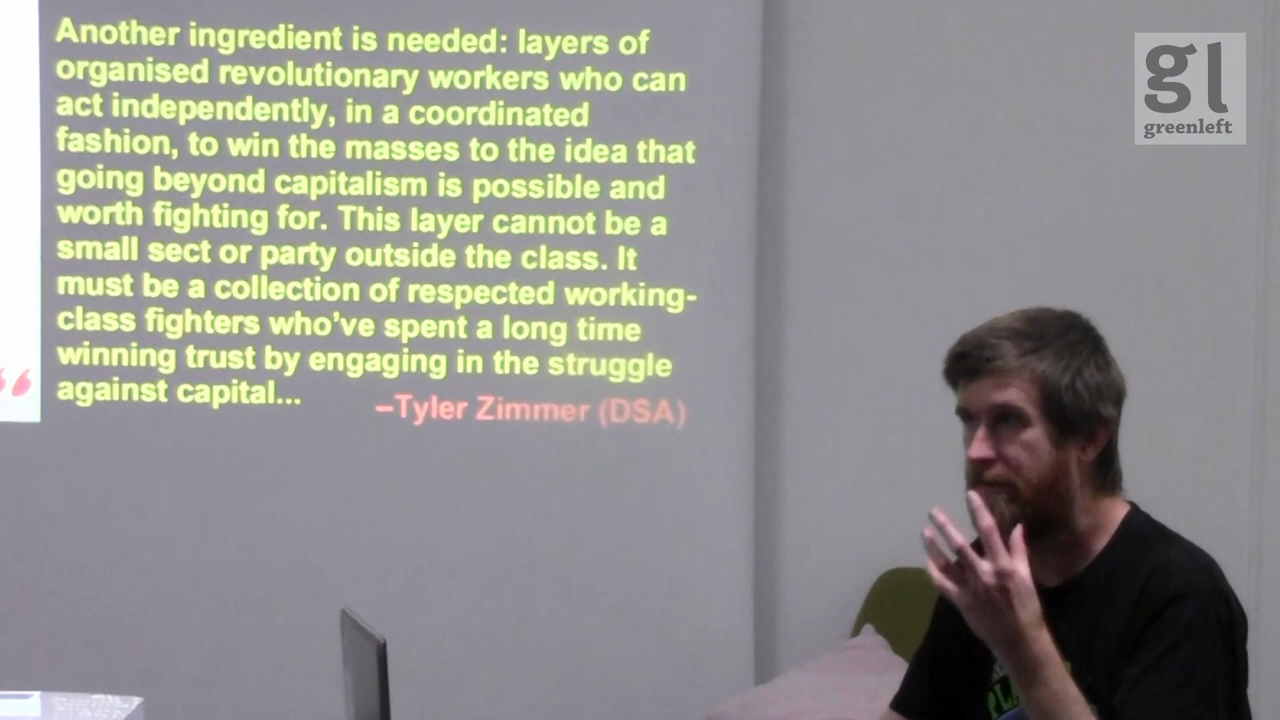 Another ingredient is needed: layers of
organised revolutionary workers who can
act independently, in a coordinated
fashion, to win the masses to the idea that
going beyond capitalism is possible and
worth fighting for. This layer cannot be a
small sect or party outside the class. It
must be a collection of respected working-
class fighters who’ve spent a long time
winning trust by engaging in the struggle
against capital...
–Tyler Zimmer (DSA)
gl
greenleft